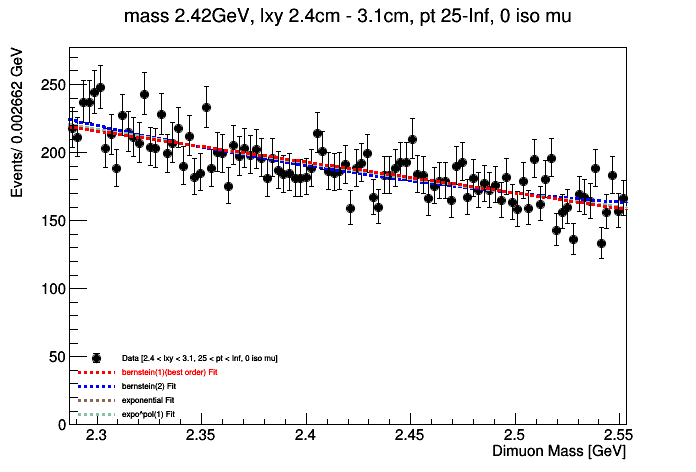 mass 2.42GeV, lxy 2.4cm - 3.1cm, pt 25-Inf, 0 iso mu
Events/ 0.002662 GeV
250
200
150
100
50
0
Data [2.4 < lxy < 3.1, 25 < pt < Inf, 0 iso mu]
bernstein(1)(best order) Fit
bernstein(2) Fit
exponential Fit
expo^pol(1) Fit
2.3 2.35 2.4 2.45 2.5 2.55
Dimuon Mass [GeV]